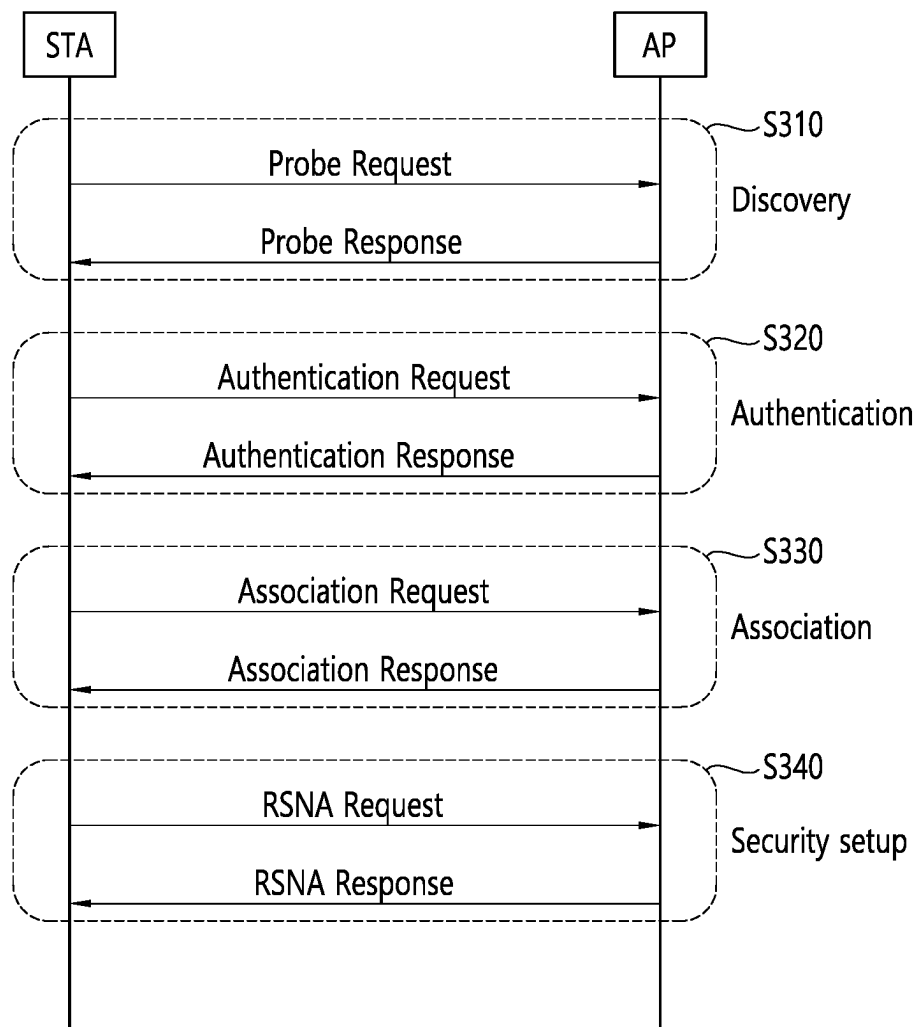 STA
AP
S310
Probe Request
Discovery
Probe Response
S320
Authentication Request
Authentication
Authentication Response
S330
Association Request
Association
Association Response
S340
RSNA Request
Security setup
RSNA Response